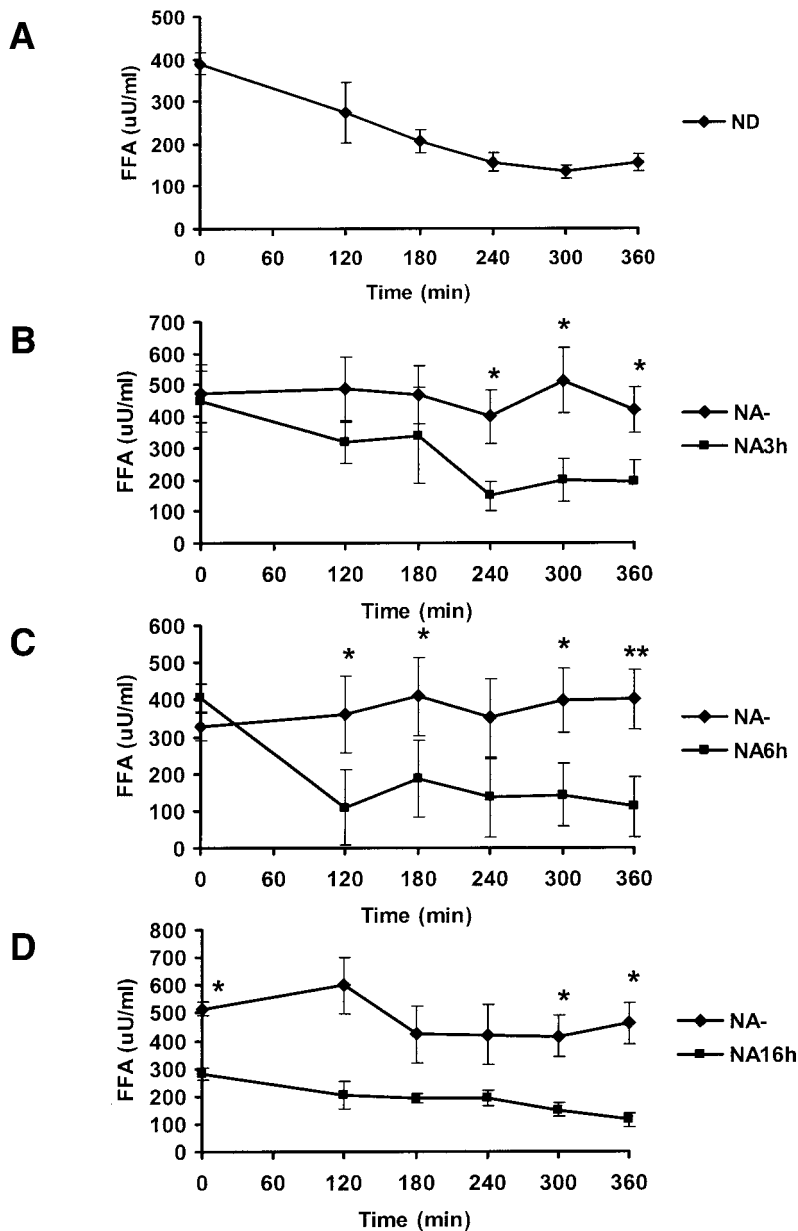 A
500
400
300
200
100
0
FFA (uU/ml)
0 60 120 180 240 300 360
Time (min)
ND
B
700
600
500
400
300
200
100
0
FFA (uU/ml)
* * *
0 60 120 180 240 300 360
Time (min)
NA-
NA3h
C
600
500
400
300
200
100
0
FFA (uU/ml)
* * * **
0 60 120 180 240 300 360
Time (min)
NA-
NA6h
D
800
700
600
500
400
300
200
100
0
FFA (uU/ml)
* * *
0 60 120 180 240 300 360
Time (min)
NA-
NA16h